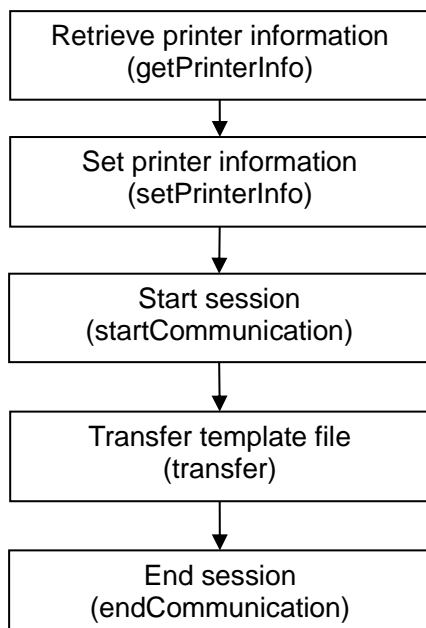 Retrieve printer information
(getPrinterInfo)
Set printer information
(setPrinterInfo)
Start session
(startCommunication)
Transfer template file
(transfer)
End session
(endCommunication)